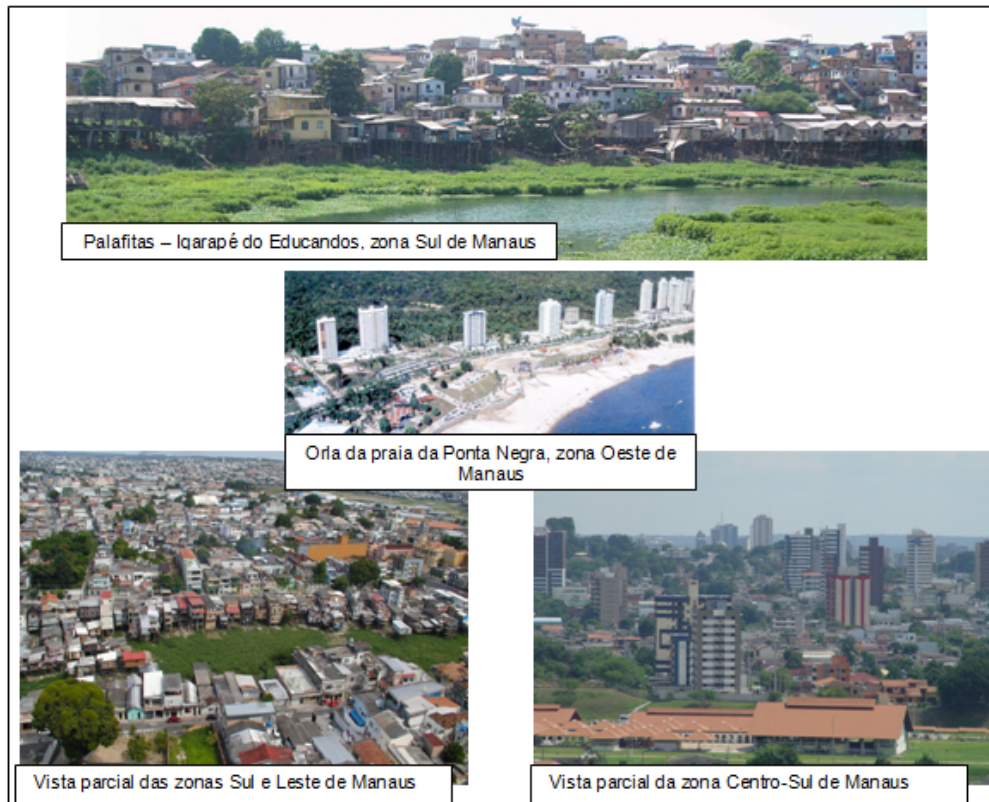 Palafitas – Igarapé do Educandos, zona Sul de Manaus
Orla da praia da Ponta Negra, zona Oeste de
Manaus
Vista parcial das zonas Sul e Leste de Manaus
Vista parcial da zona Centro-Sul de Manaus